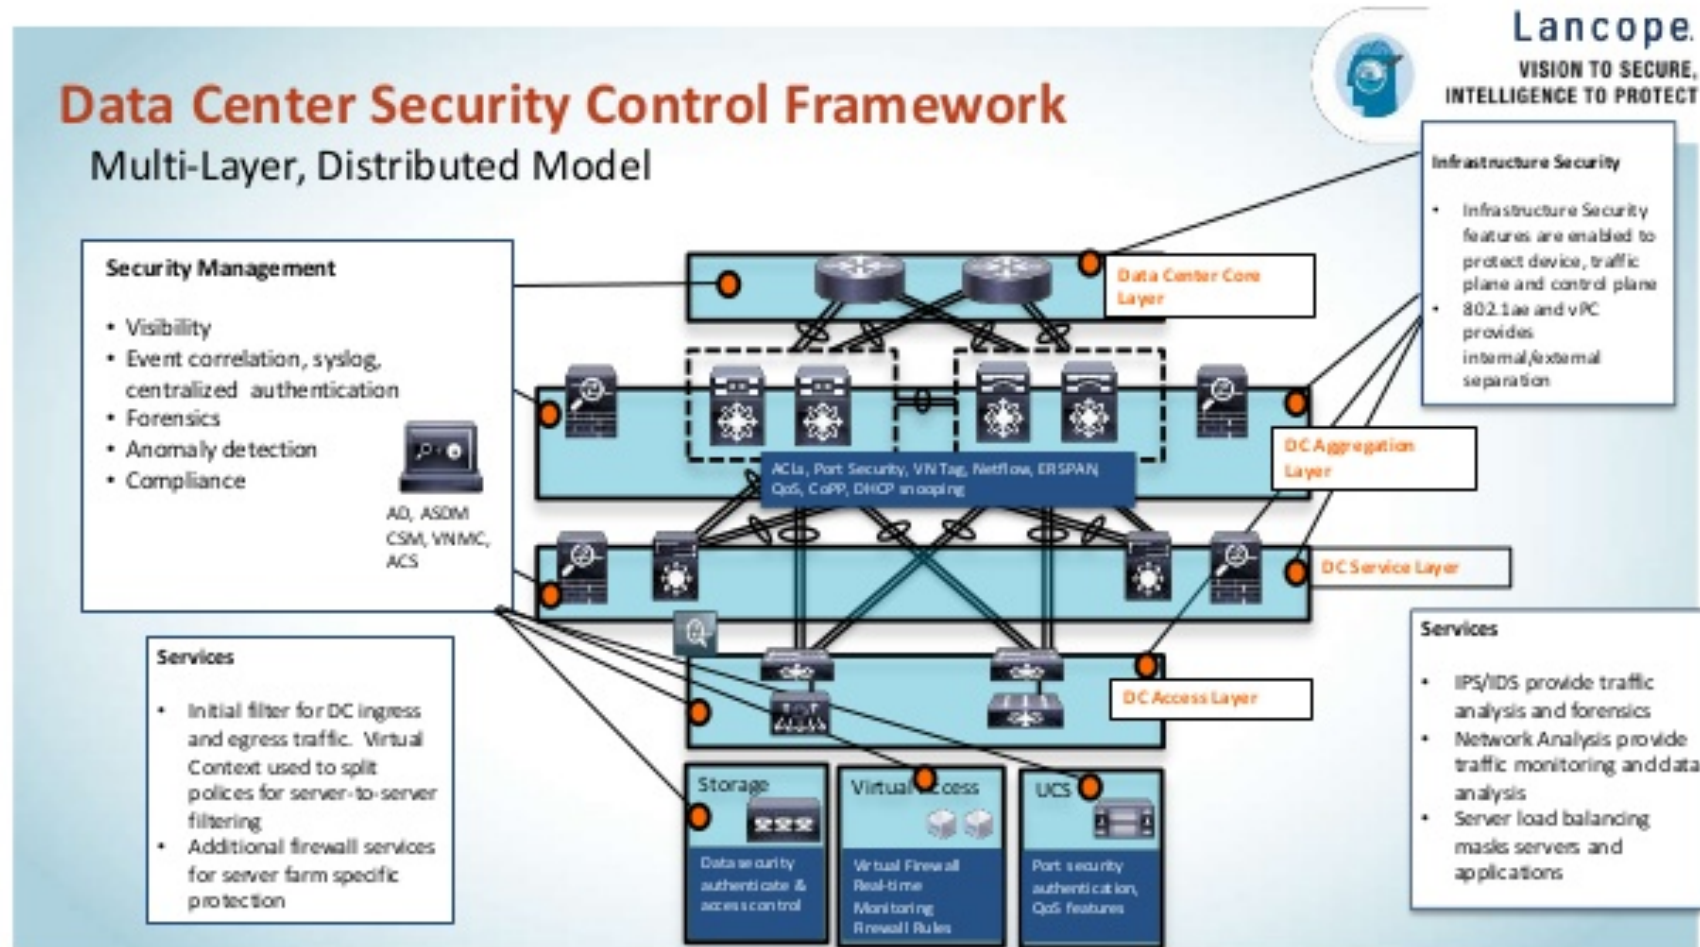 Lancope.
VISION TO SECURE,
INTELLIGENCE TO PROTECT
Data Center Security Control Framework
Multi-Layer, Distributed Model
Security Management
• Visibility
• Event correlation, syslog,
centralized authentication
• Forensics
• Anomaly detection
• Compliance
AD, ASDM
CSM, VNMC,
ACS
Services
• Initial filter for DC ingress
and egress traffic. Virtual
Context used to split
polices for server-to-server
filtering
• Additional firewall services
for server farm specific
protection
Data Center Core
Layer
ACLs, Port Security, VN Tag, Netflow, ERSPAN,
QoS, CoPP, DHCP snooping
DC Aggregation
Layer
DC Service Layer
DC Access Layer
Storage
Data security
authenticate &
access control
Virtual Access
Virtual Firewall
Real-time
Monitoring
Firewall Rules
UCS
Port security
authentication,
QoS features
Infrastructure Security
• Infrastructure Security
features are enabled to
protect device, traffic
plane and control plane
• 802.1ae and vPC
provides
internal/external
separation
Services
• IPS/IDS provide traffic
analysis and forensics
• Network Analysis provide
traffic monitoring and data
analysis
• Server load balancing
masks servers and
applications